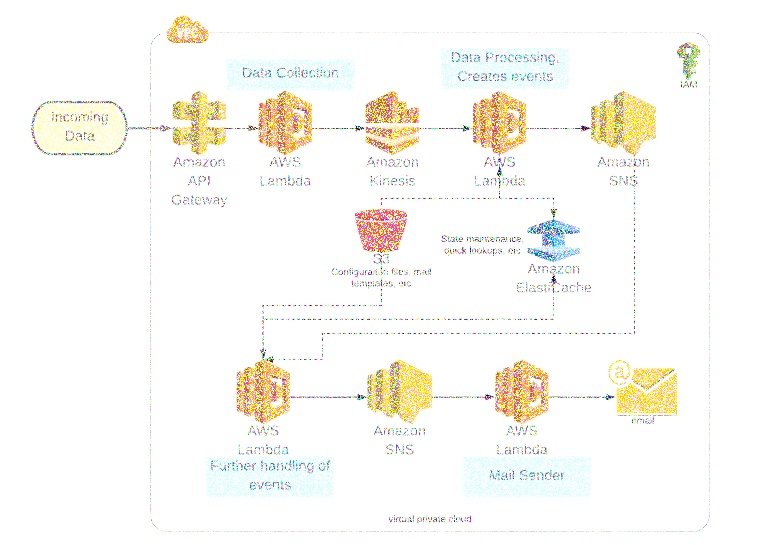 VPC
IAM
Data Collection
Data Processing,
Creates events
Incoming
Data
Amazon
API
Gateway
AWS
Lambda
Amazon
Kinesis
AWS
Lambda
Amazon
SNS
S3
Configuration files, mail
templates, etc
State maintenance,
quick lookups, etc
Amazon
ElastiCache
AWS
Lambda
Further handling of
events
Amazon
SNS
AWS
Lambda
Mail Sender
@
email
virtual private cloud